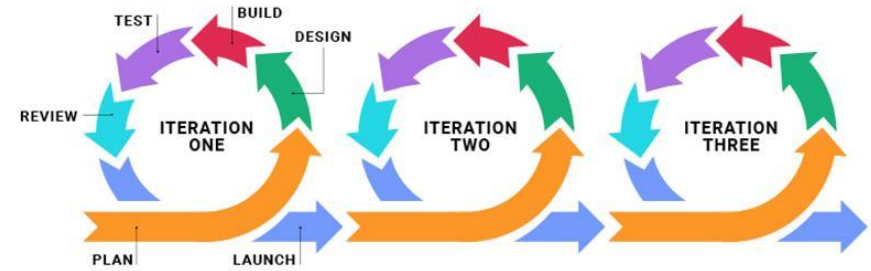 BUILD
TEST
DESIGN
REVIEW
ITERATION
ONE
ITERATION
TWO
ITERATION
THREE
PLAN
LAUNCH